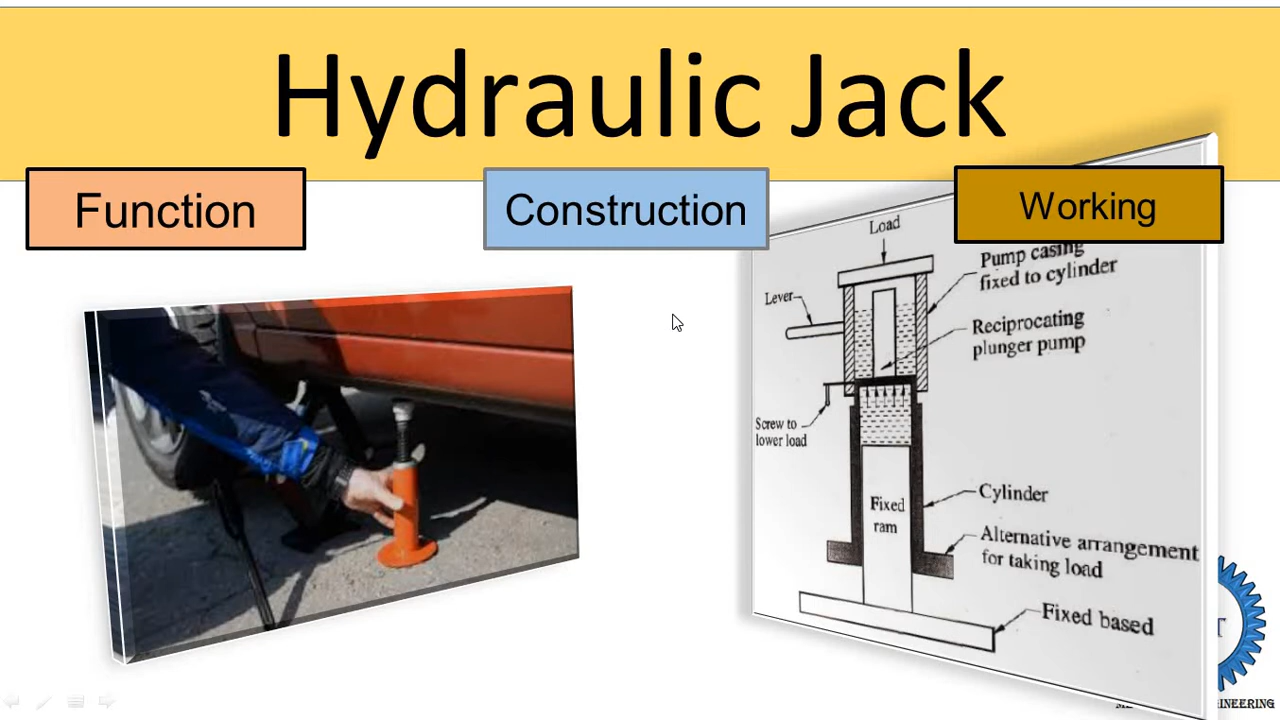 Hydraulic Jack
Function
Construction
Working
Load
Pump casing
fixed to cylinder
Lever
Reciprocating
plunger pump
Screw to
lower load
Cylinder
Fixed
ram
Alternative arrangement
for taking load
Fixed based